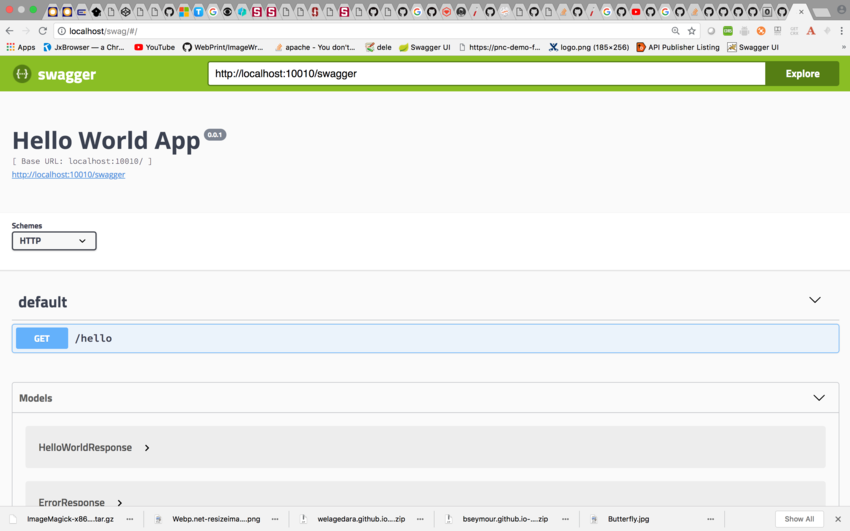 localhost/swag/#/
Apps JxBrowser — a Chr... YouTube WebPrint/ImageWr... apache - You don't... dele Swagger UI https://pnc-demo-f... logo.png (185×256) API Publisher Listing Swagger UI »
swagger http://localhost:10010/swagger Explore
Hello World App 0.0.1
[ Base URL: localhost:10010/ ]
http://localhost:10010/swagger
Schemes
HTTP
default
GET /hello
Models
HelloWorldResponse
ErrorResponse
ImageMagick-x86....tar.gz Webp.net-resizeima....png welagedara.github.io....zip bseymour.github.io-....zip Butterfly.jpg Show All